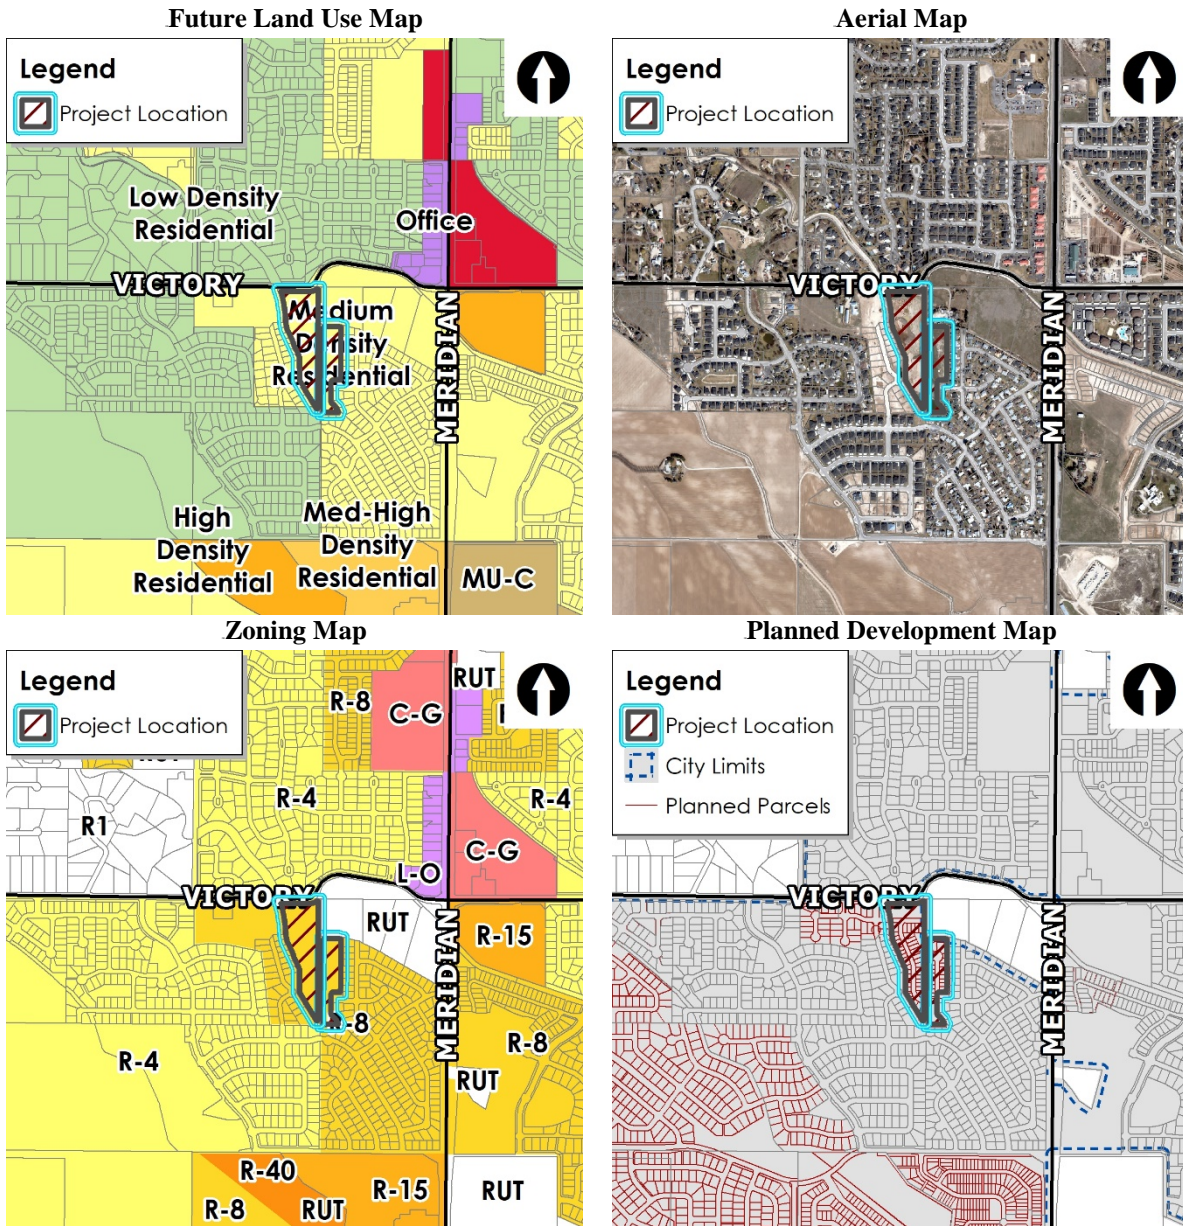 Future Land Use Map
Legend
Project Location
Low Density
Residential
Office
VICTORY
Medium
Density
Residential
MERIDIAN
High
Density
Residential
Med-High
Density
Residential
MU-C
Aerial Map
Legend
Project Location
VICTORY
MERIDIAN
Zoning Map
Legend
Project Location
RUT
R-8
C-G
RUT
R1
R-4
R-4
C-G
L-O
VICTORY
RUT
R-15
MERIDIAN
R-8
R-4
RUT
R-40
R-15
RUT
R-8
RUT
Planned Development Map
Legend
Project Location
City Limits
Planned Parcels
VICTORY
MERIDIAN